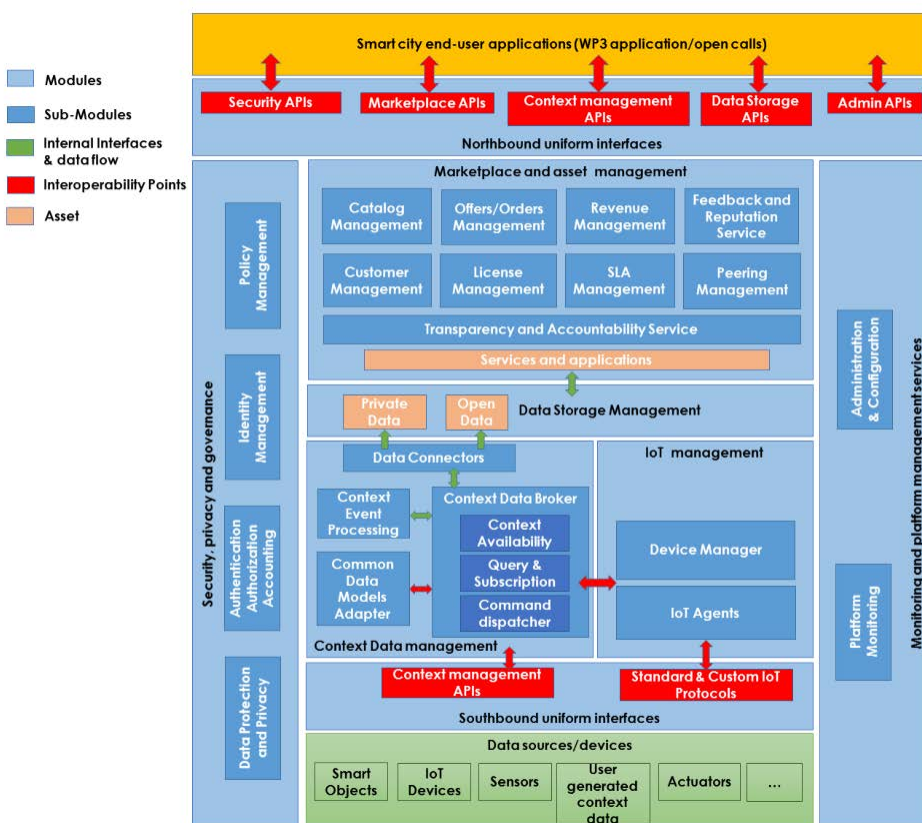 Smart city end-user applications (WP3 application/open calls)
Modules
Sub-Modules
Internal Interfaces
& data flow
Interoperability Points
Asset
Security APIs
Marketplace APIs
Context management
APIs
Data Storage
APIs
Admin APIs
Northbound uniform interfaces
Security, privacy and governance
Policy
Management
Identity
Management
Authentication
Authorization
Accounting
Data Protection
and Privacy
Marketplace and asset management
Catalog
Management
Offers/Orders
Management
Revenue
Management
Feedback and
Reputation
Service
Customer
Management
License
Management
SLA
Management
Peering
Management
Transparency and Accountability Service
Services and applications
Private
Data
Open
Data
Data Storage Management
Data Connectors
Context
Event
Processing
Common
Data
Models
Adapter
Context Data Broker
Context
Availability
Query &
Subscription
Command
dispatcher
Context Data management
IoT management
Device Manager
IoT Agents
Context management
APIs
Standard & Custom IoT
Protocols
Southbound uniform interfaces
Data sources/devices
Smart
Objects
IoT
Devices
Sensors
User
generated
context
data
Actuators
...
Administration
& Configuration
Platform
Monitoring
Monitoring and platform management services